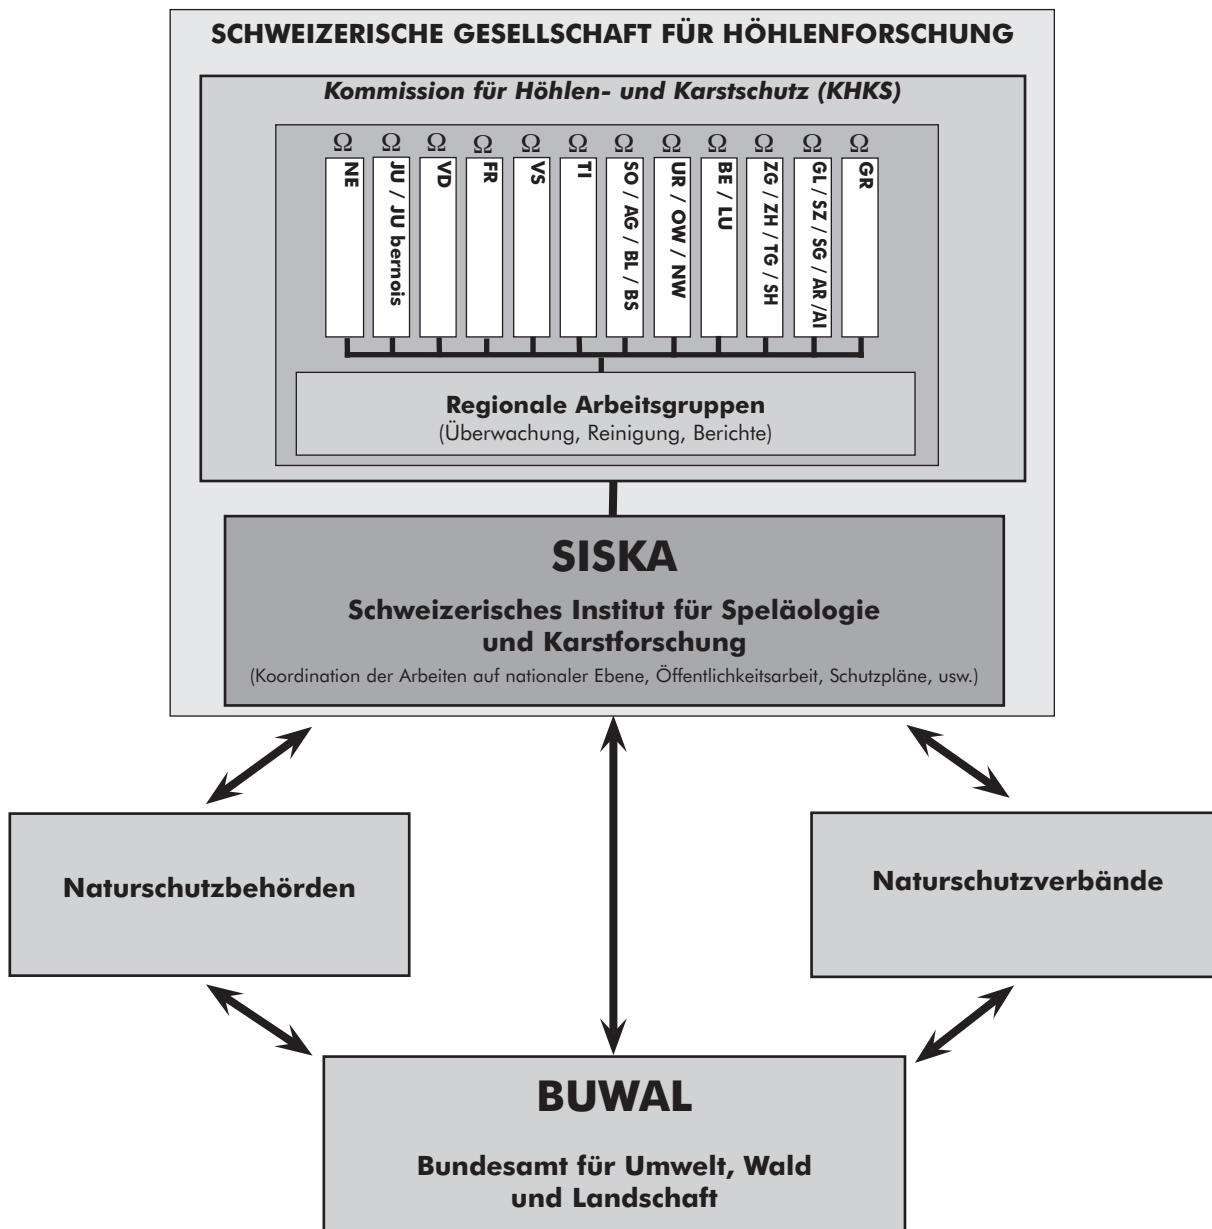 SCHWEIZERISCHE GESELLSCHAFT FÜR HÖHLENFORSCHUNG
Kommission für Höhlen- und Karstschutz (KHKS)
Ω Ω Ω Ω Ω Ω Ω Ω Ω Ω Ω Ω
NE
JU / JU bernois
VD
FR
VS
TI
SO / AG / BL / BS
UR / OW / NW
BE / LU
ZG / ZH / TG / SH
GL / SZ / SG / AR /AI
GR
Regionale Arbeitsgruppen
(Überwachung, Reinigung, Berichte)
SISKA
Schweizerisches Institut für Speläologie
und Karstforschung
(Koordination der Arbeiten auf nationaler Ebene, Öffentlichkeitsarbeit, Schutzpläne, usw.)
Naturschutzbehörden
Naturschutzverbände
BUWAL
Bundesamt für Umwelt, Wald
und Landschaft